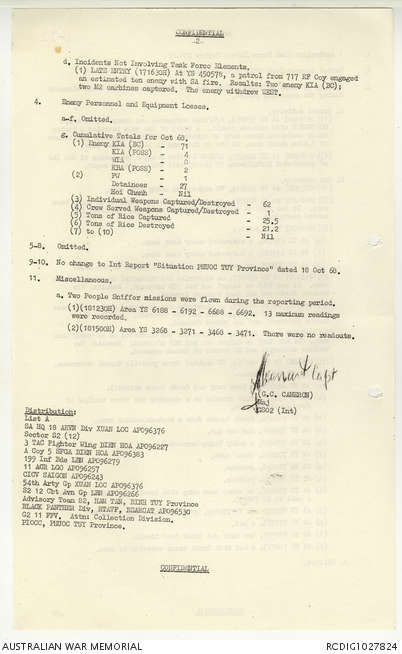 CONFIDENTIAL
-2-
d. Incidents Not Involving Task Force Elements.
(1) LATE ENTRY (171630H) At YS 450578, a patrol from 717 RF Coy engaged
an estimated ten enemy with SA fire. Results: Two enemy KIA (BC);
two M2 carbines captured. The enemy withdrew WEST.
4. Enemy Personnel and Equipment Losses.
a-f. Omitted.
g. Cumulative Totals for Oct 68.
(1) Enemy KIA (BC) - 71
KIA (POSS) - 4
WIA -
KHA (POSS) - 2
(2) PW - 1
Detainees - 27
Hoi Chanh - Nil
(3) Individual Weapons Captured/Destroyed - 62
(4) Crew Served Weapons Captured/Destroyed - 1
(5) Tons of Rice Captured - 25.5
(6) Tons of Rice Destroyed - 21.2
(7) to (10) - Nil
5-8. Omitted.
9-10. No change to Int Report "Situation PHUOC TUY Province" dated 18 Oct 68.
11. Miscellaneous.
a. Two People Sniffer missions were flown during the reporting period.
(1)(181230H) Area YS 6188 - 6192 - 6688 - 6692. 13 maximum readings
were recorded.
(2)(181500H) Area YS 3268 - 3271 - 3468 - 3471. There were no readouts.
Capt
(G.C. CAMERON)
Maj
GSO2 (Int)
Distribution:
List A
SA HQ 18 ARVN Div XUAN LOC APO96376
Sector S2 (12)
3 TAC Fighter Wing BIEN HOA APO96227
A Coy 5 SFGA BIEN HOA APO96383
199 Inf Bde LBN APO96279
11 ACR LGO APO96257
CICV SAIGON APO96243
54th Arty Gp XUAN LOC APO96376
S2 12 Cbt Avn Gp LBN APO96266
Advisory Team 82, HAM TAN, BINH TUY Province
BLACK PANTHER Div, RTAVF, BEARCAT APO96530
G2 11 FFV. Attn: Collection Division.
PIOCC, PHUOC TUY Province.
CONFIDENTIAL
AUSTRALIAN WAR MEMORIAL
RCDIG1027824